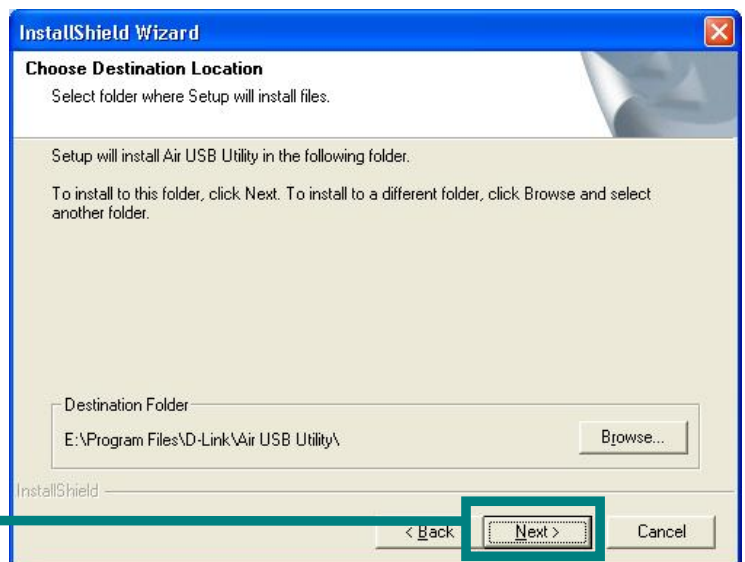 InstallShield Wizard
Choose Destination Location
Select folder where Setup will install files.
Setup will install Air USB Utility in the following folder.
To install to this folder, click Next. To install to a different folder, click Browse and select
another folder.
Destination Folder
E:\Program Files\D-Link\Air USB Utility\
Browse...
InstallShield
< Back
Next >
Cancel